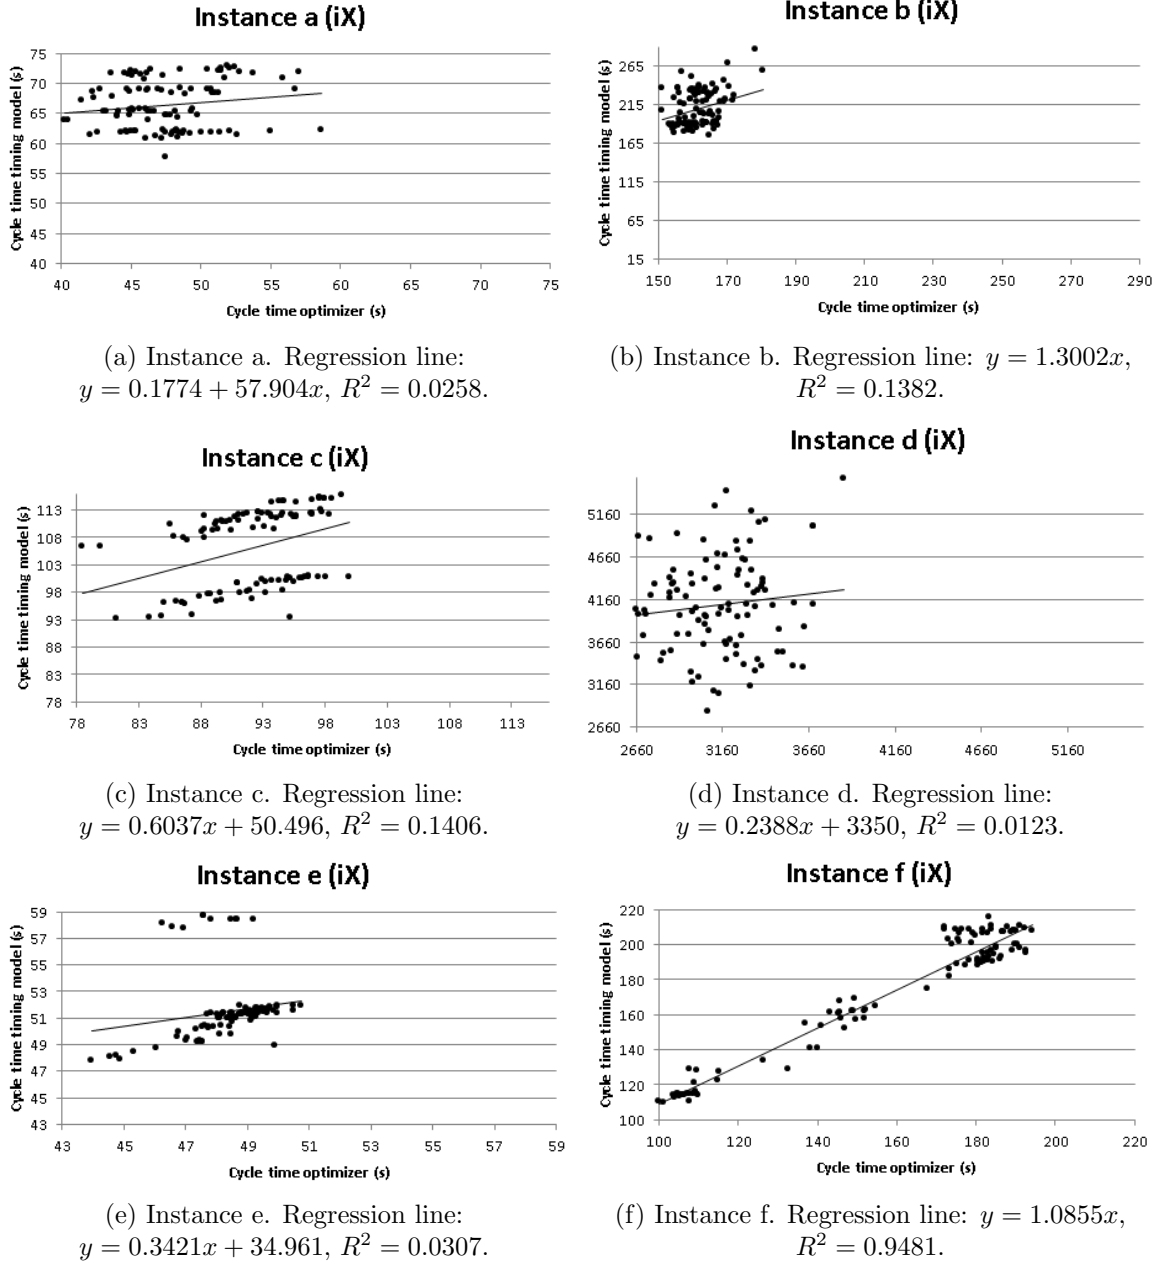 Instance a (iX)
Cycle time timing model (s)
75
70
65
60
55
50
45
40
40 45 50 55 60 65 70 75
Cycle time optimizer (s)
(a) Instance a. Regression line:
y = 0.1774 + 57.904x, R² = 0.0258.
Instance b (iX)
Cycle time timing model (s)
265
215
165
115
65
15
150 170 190 210 230 250 270 290
Cycle time optimizer (s)
(b) Instance b. Regression line: y = 1.3002x,
R² = 0.1382.
Instance c (iX)
Cycle time timing model (s)
113
108
103
98
93
88
83
78
78 83 88 93 98 103 108 113
Cycle time optimizer (s)
(c) Instance c. Regression line:
y = 0.6037x + 50.496, R² = 0.1406.
Instance d (iX)
5160
4660
4160
3660
3160
2660
2660 3160 3660 4160 4660 5160
(d) Instance d. Regression line:
y = 0.2388x + 3350, R² = 0.0123.
Instance e (iX)
Cycle time timing model (s)
59
57
55
53
51
49
47
45
43
43 45 47 49 51 53 55 57 59
Cycle time optimizer (s)
(e) Instance e. Regression line:
y = 0.3421x + 34.961, R² = 0.0307.
Instance f (iX)
Cycle time timing model (s)
220
200
180
160
140
120
100
100 120 140 160 180 200 220
Cycle time optimizer (s)
(f) Instance f. Regression line: y = 1.0855x,
R² = 0.9481.